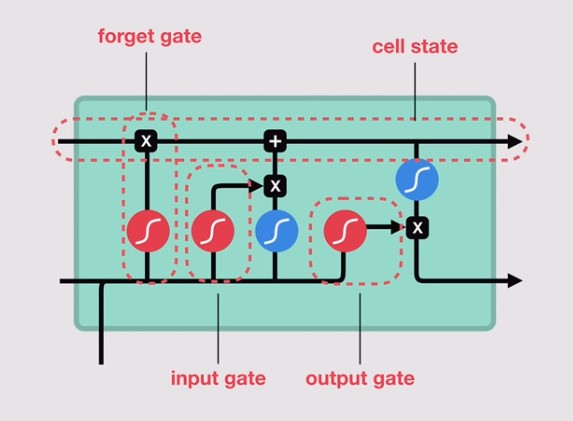 forget gate
cell state
X
+
X
X
input gate
output gate